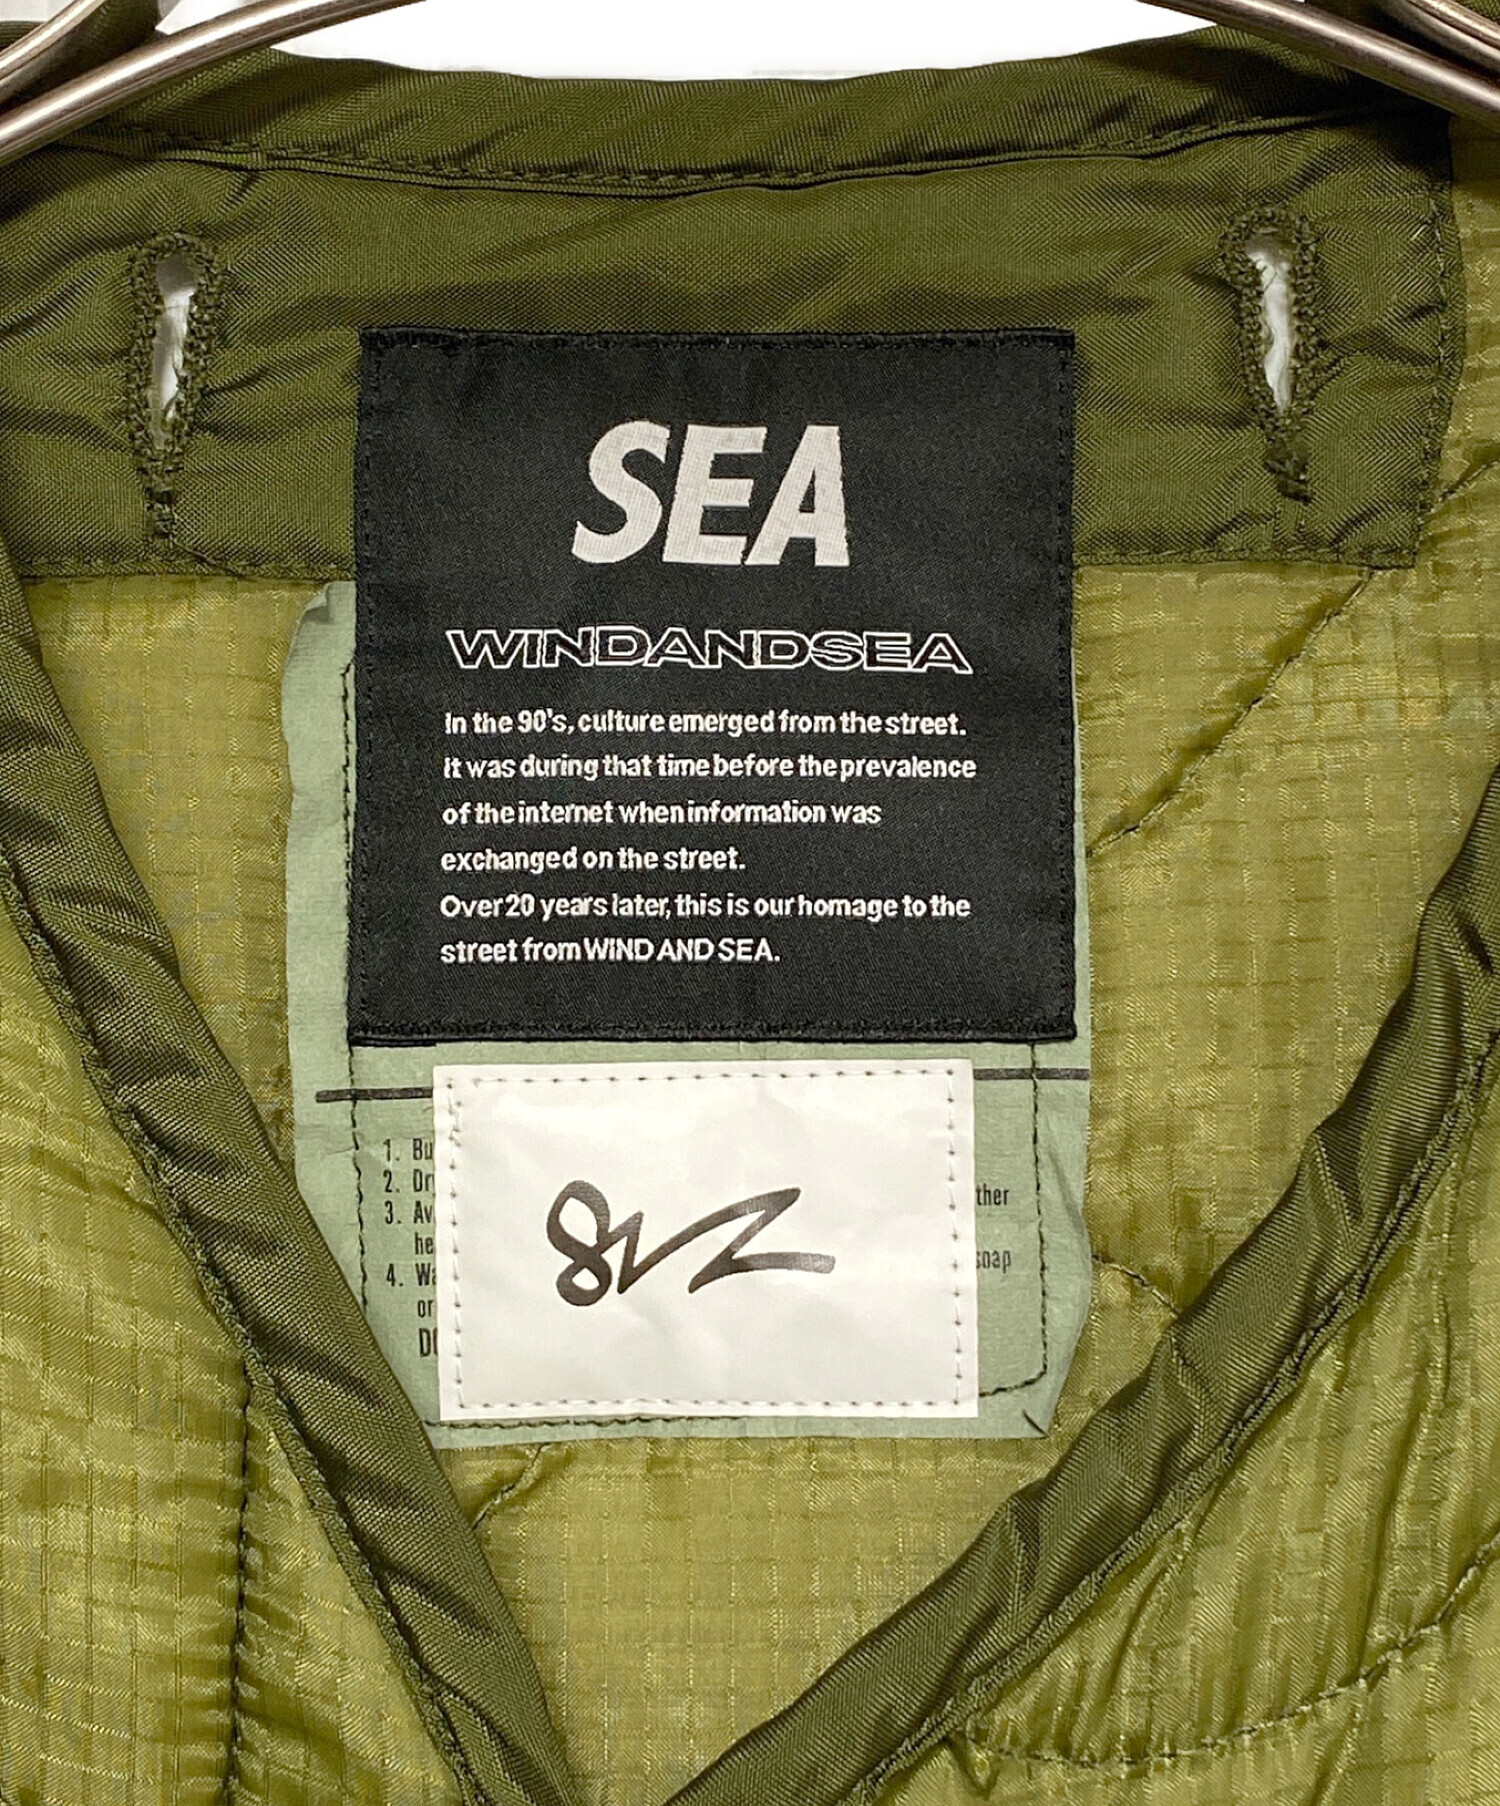 SEA
WINDANDSEA
In the 90's, culture emerged from the street.
It was during that time before the prevalence
of the internet when information was
exchanged on the street.
Over 20 years later, this is our homage to the
street from WIND AND SEA.
1.
2.
3.
4.
or